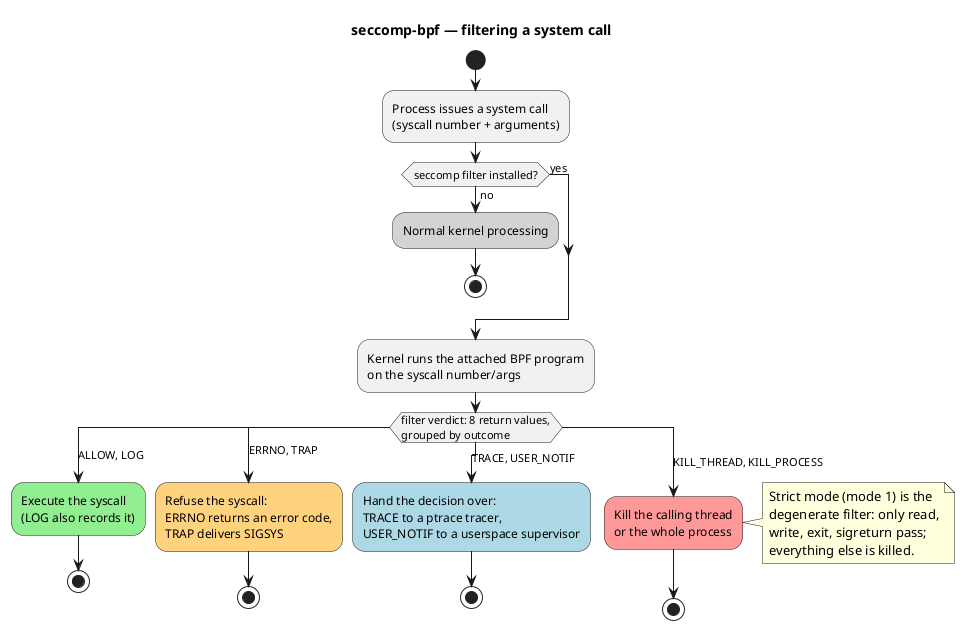 seccomp-bpf — filtering a system call
Process issues a system call
(syscall number + arguments)
seccomp filter installed?
yes
no
Normal kernel processing
Kernel runs the attached BPF program
on the syscall number/args
filter verdict: 8 return values,
grouped by outcome
ALLOW, LOG
ERRNO, TRAP
TRACE, USER_NOTIF
KILL_THREAD, KILL_PROCESS
Execute the syscall
(LOG also records it)
Refuse the syscall:
ERRNO returns an error code,
TRAP delivers SIGSYS
Hand the decision over:
TRACE to a ptrace tracer,
USER_NOTIF to a userspace supervisor
Kill the calling thread
or the whole process
Strict mode (mode 1) is the
degenerate filter: only read,
write, exit, sigreturn pass;
everything else is killed.